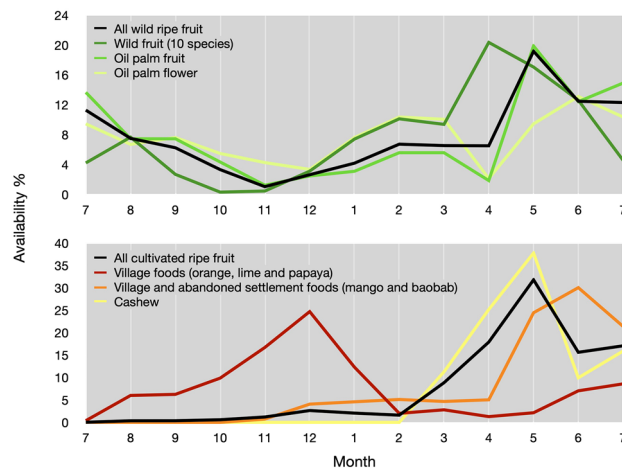 24
20
16
12
8
4
0
All wild ripe fruit
Wild fruit (10 species)
Oil palm fruit
Oil palm flower
7 8 9 10 11 12 1 2 3 4 5 6 7
Availability %
40
35
30
25
20
15
10
5
0
All cultivated ripe fruit
Village foods (orange, lime and papaya)
Village and abandoned settlement foods (mango and baobab)
Cashew
7 8 9 10 11 12 1 2 3 4 5 6 7
Month